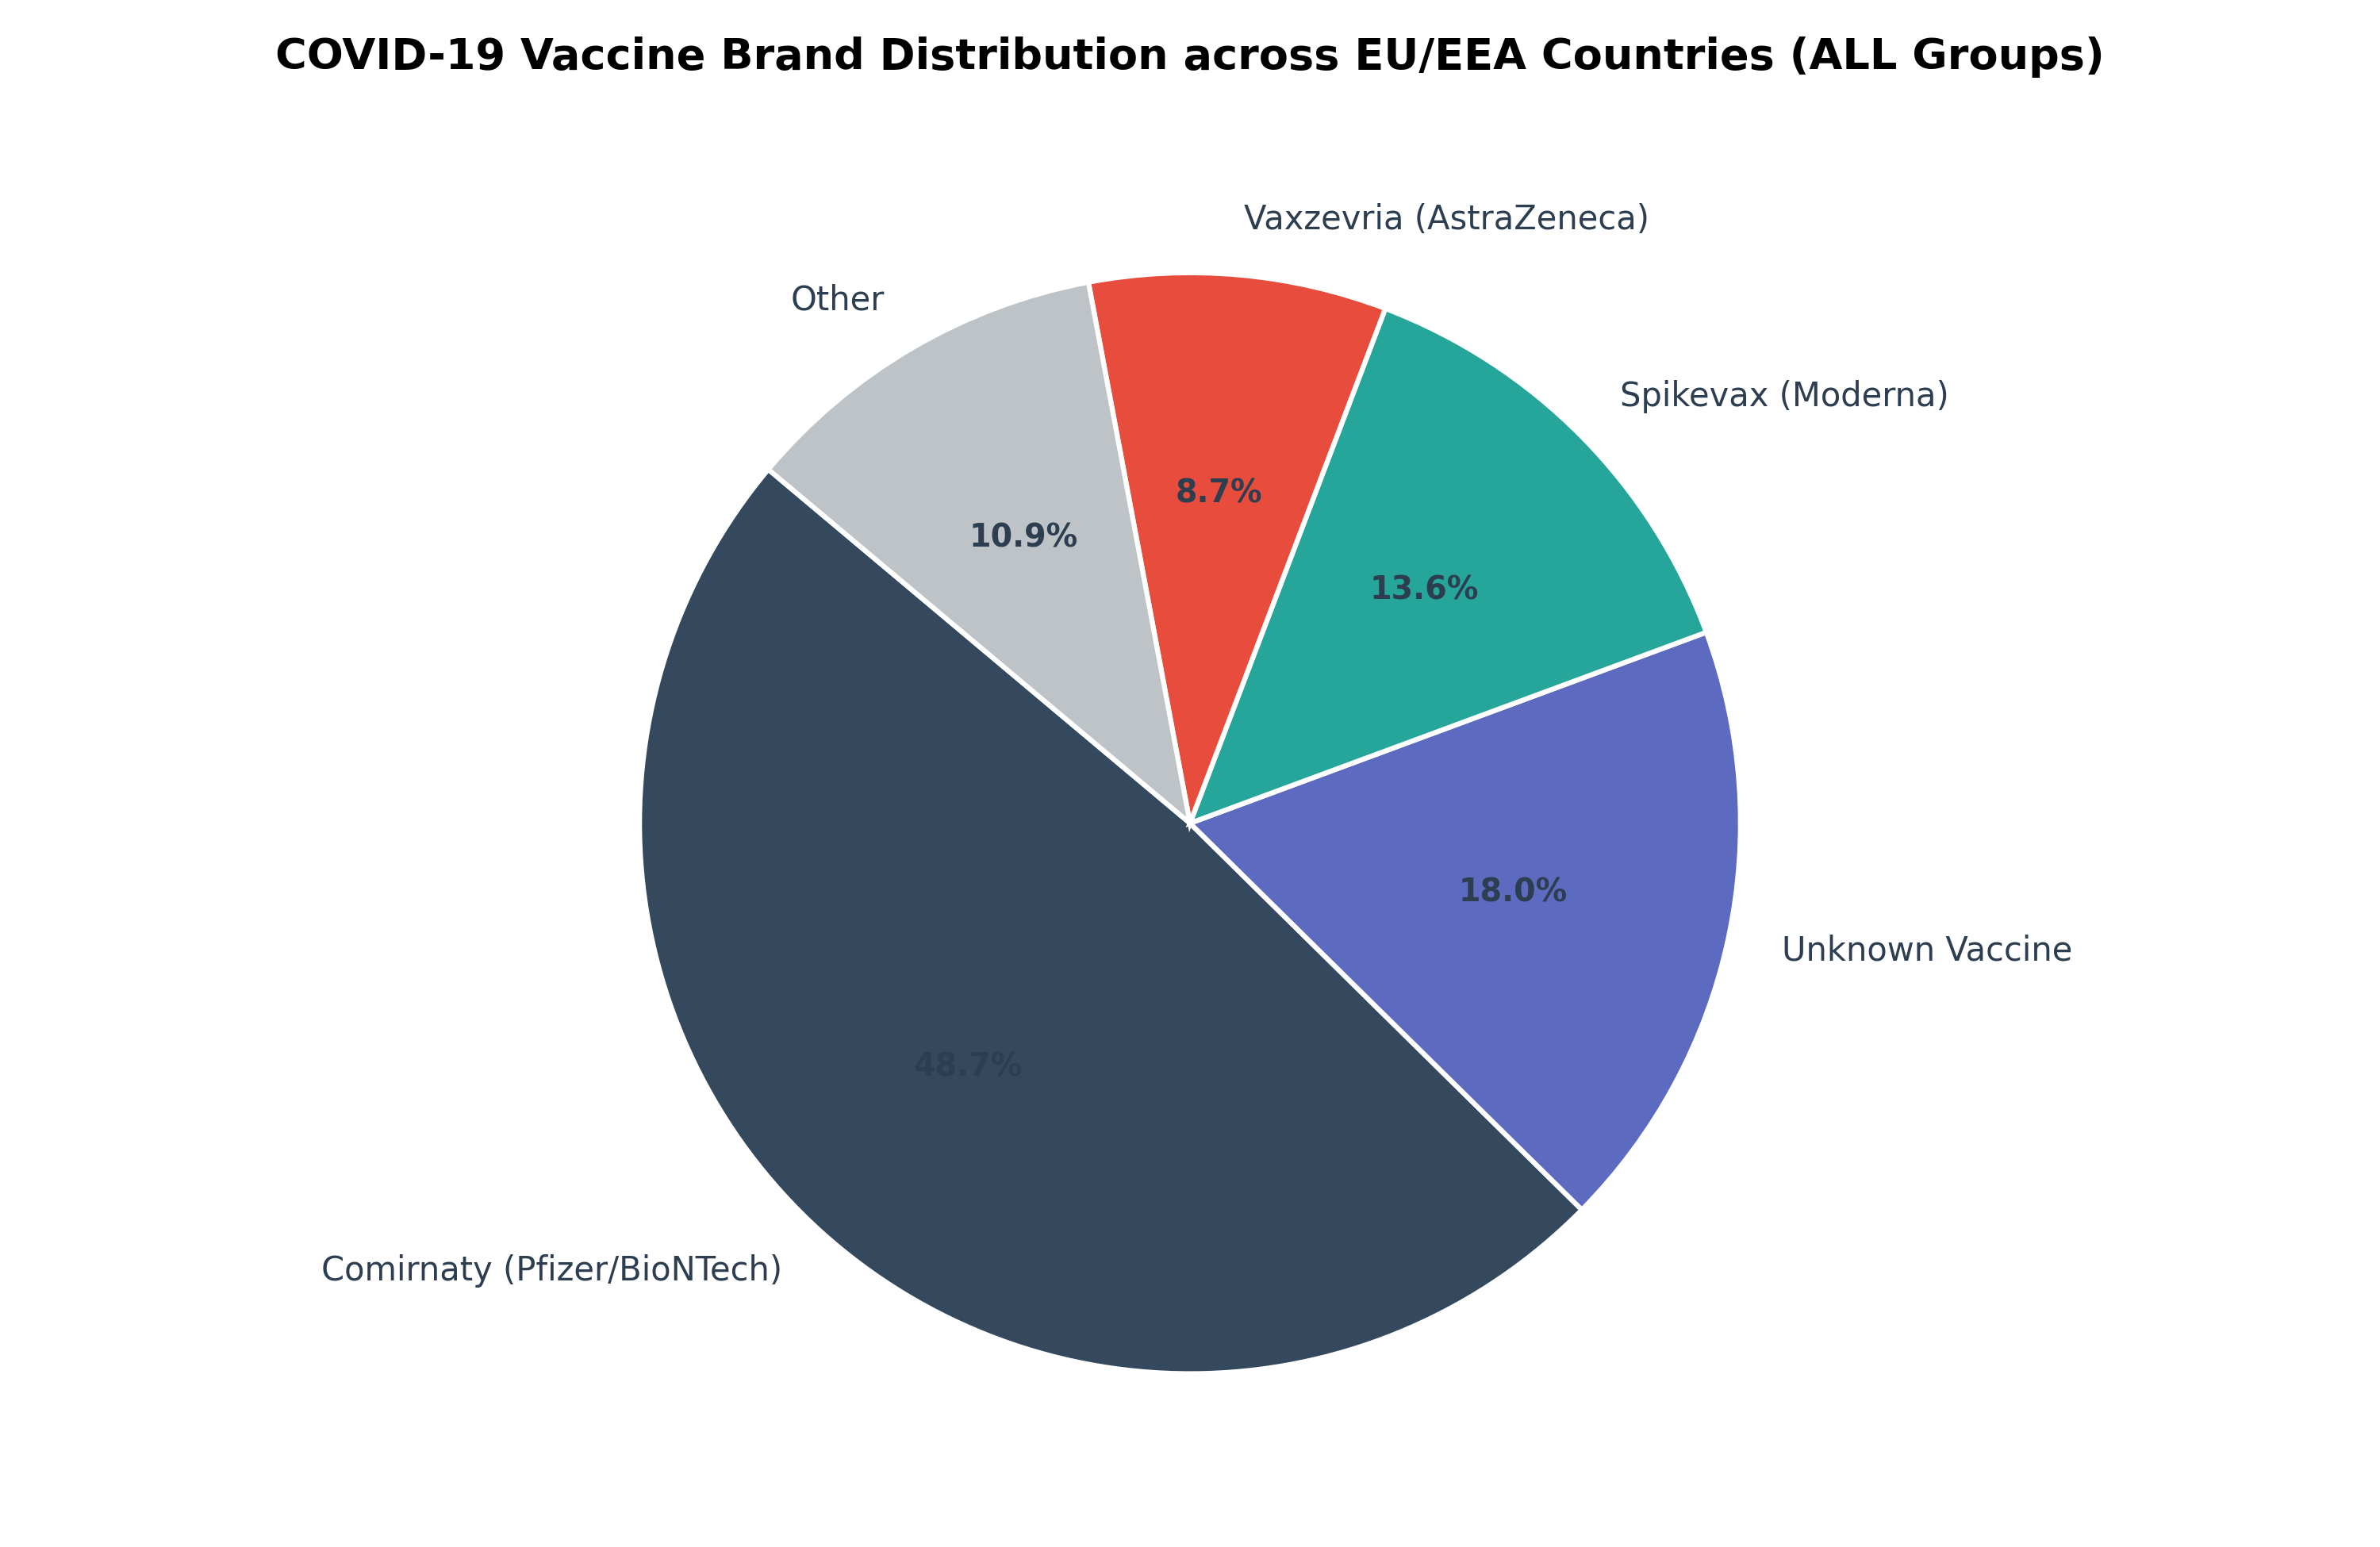 COVID-19 Vaccine Brand Distribution across EU/EEA Countries (ALL Groups)
Vaxzevria (AstraZeneca)
Other
Spikevax (Moderna)
8.7%
10.9%
13.6%
18.0%
Unknown Vaccine
48.7%
Comirnaty (Pfizer/BioNTech)